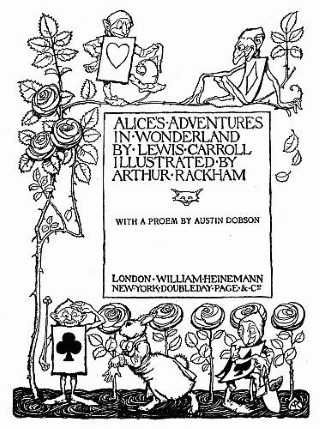 ALICE'S·ADVENTURES
IN·WONDERLAND
BY·LEWIS·CARROLL
ILLUSTRATED·BY
ARTHUR·RACKHAM
WITH A PROEM BY AUSTIN DOBSON
LONDON·WILLIAM·HEINEMANN
NEW·YORK·DOUBLEDAY·PAGE·&·Cº